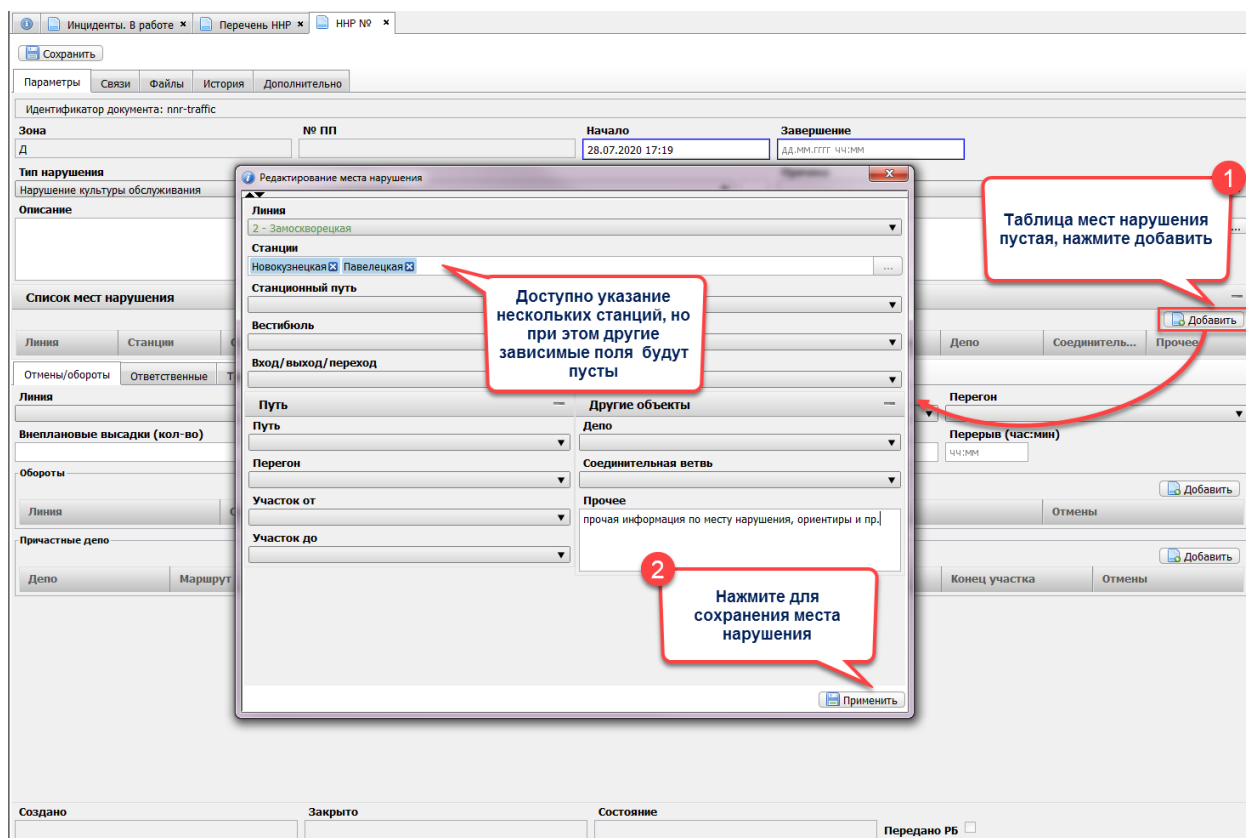 Инциденты. В работе
Перечень ННР
ННР №
Сохранить
Параметры Связи Файлы История Дополнительно
Идентификатор документа: nnr-traffic
Зона № ПП Начало Завершение
Д 28.07.2020 17:19 дд.мм.гггг чч:мм
Тип нарушения
Нарушение культуры обслуживания
Описание
1
Таблица мест нарушения
пустая, нажмите добавить
...
Список мест нарушения
Добавить
Линия Станции Депо Соединитель... Прочее
Отмены/обороты Ответственные
Линия Перегон
Внеплановые высадки (кол-во) Перерыв (час:мин)
чч:мм
Обороты
Добавить
Линия Отмены
Причастные депо
Добавить
Депо Маршрут Конец участка Отмены
Редактирование места нарушения
Линия
2 - Замоскворецкая
Станции
Новокузнецкая Павелецкая ...
Станционный путь
Вестибюль
Вход/выход/переход
Доступно указание
нескольких станций, но
при этом другие
зависимые поля будут
пусты
Путь Другие объекты
Путь Депо
Перегон Соединительная ветвь
Участок от Прочее
прочая информация по месту нарушения, ориентиры и пр.
Участок до
2
Нажмите для
сохранения места
нарушения
Применить
Создано Закрыто Состояние
Передано РБ